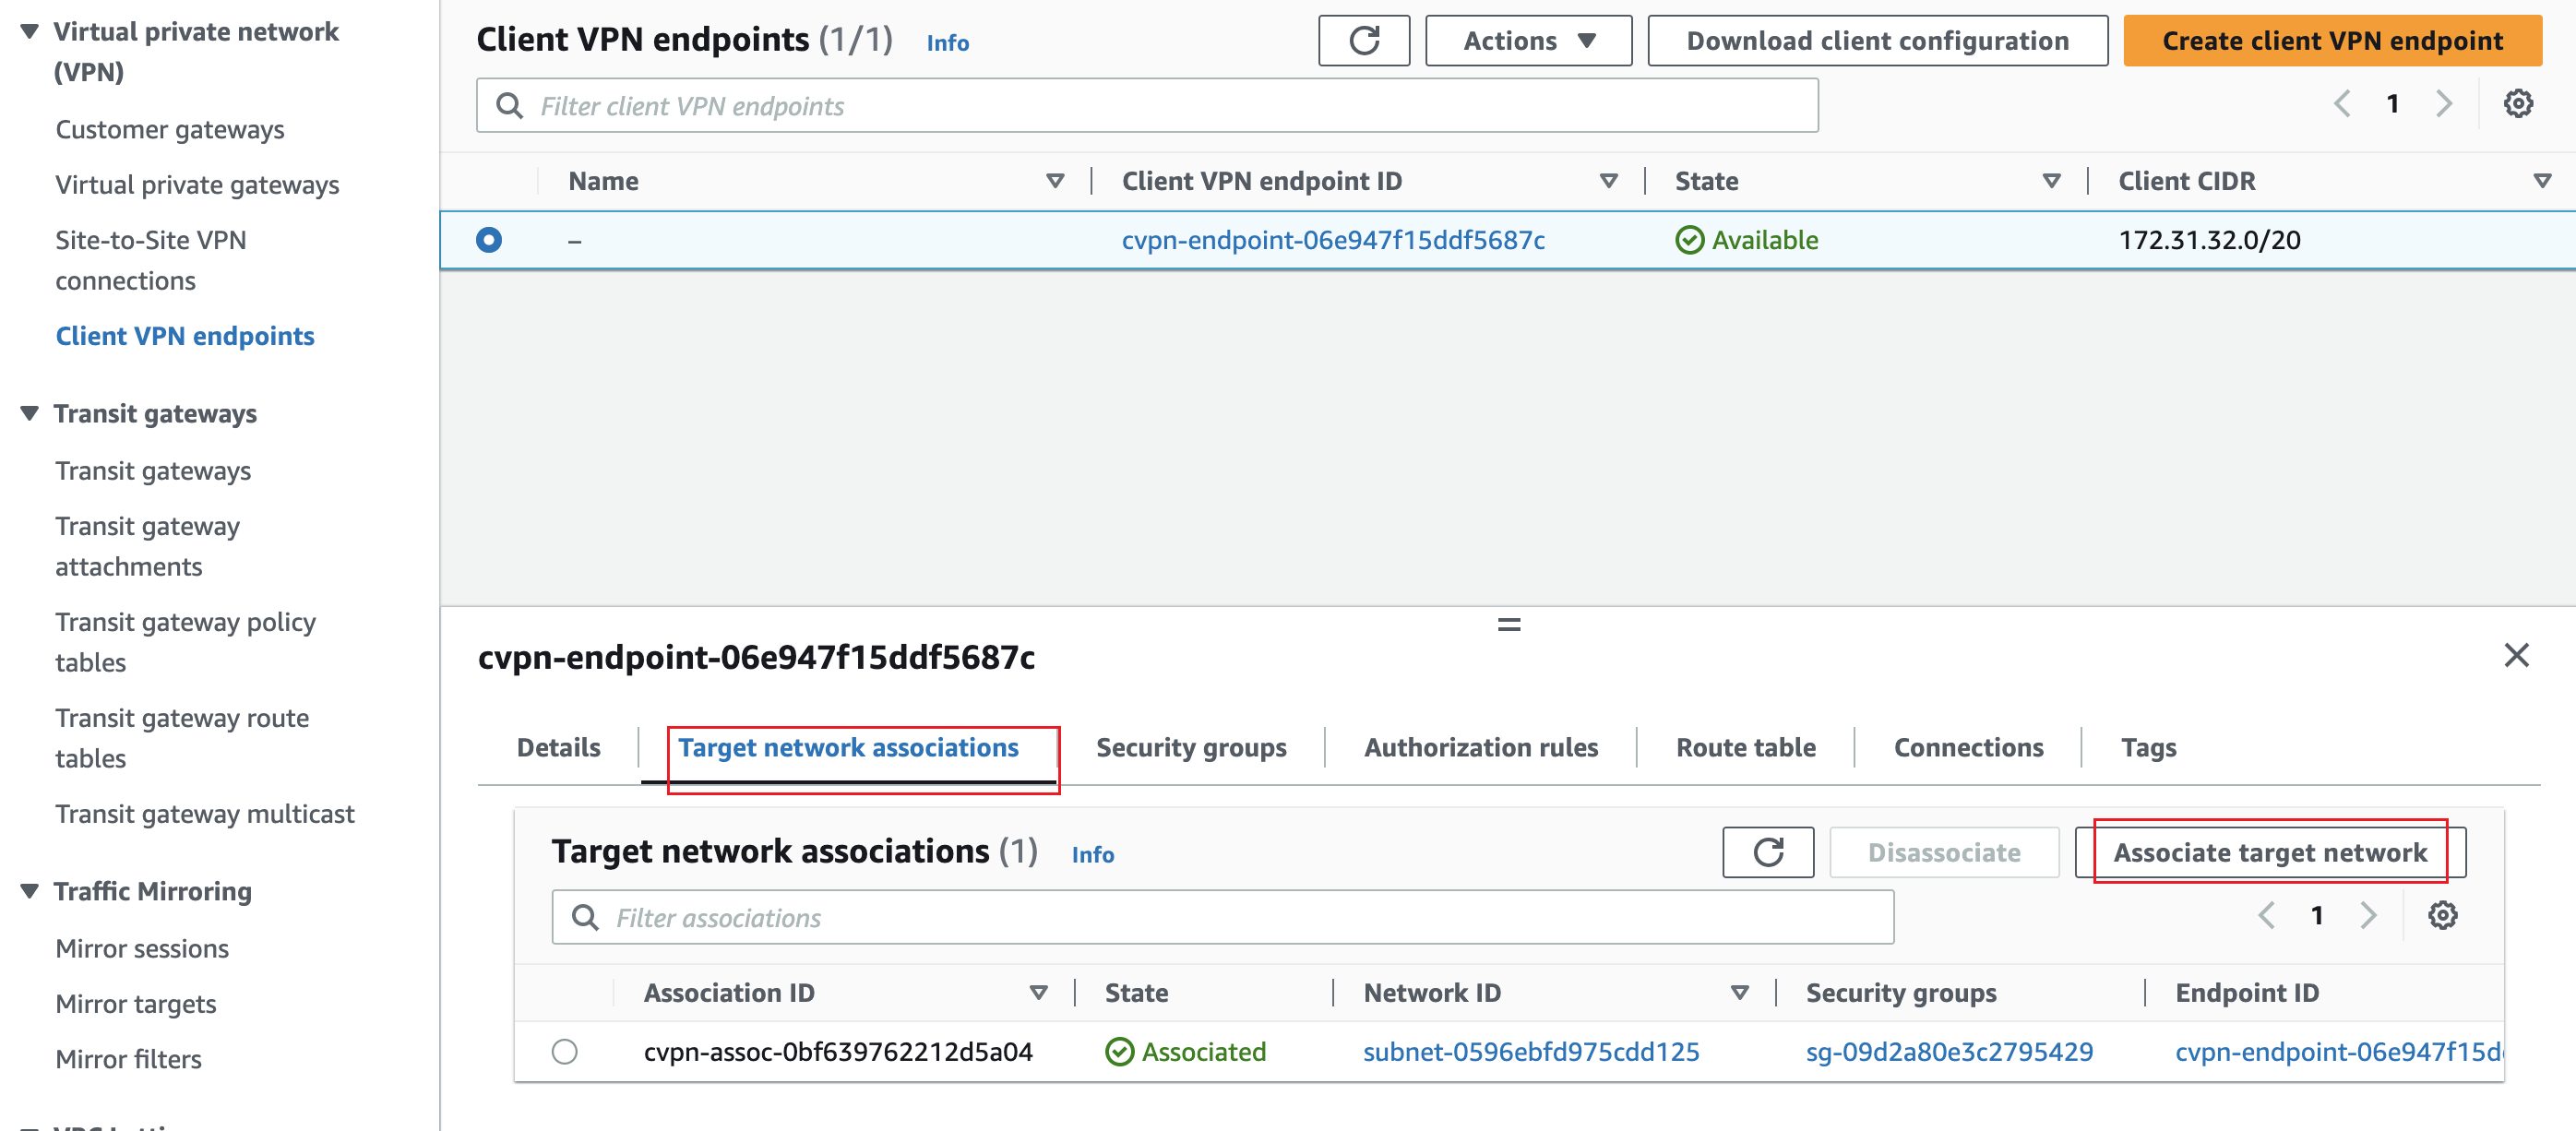 Virtual private network
(VPN)
Customer gateways
Virtual private gateways
Site-to-Site VPN
connections
Client VPN endpoints
Transit gateways
Transit gateways
Transit gateway
attachments
Transit gateway policy
tables
Transit gateway route
tables
Transit gateway multicast
Traffic Mirroring
Mirror sessions
Mirror targets
Mirror filters
Client VPN endpoints (1/1) Info
Actions
Download client configuration
Create client VPN endpoint
Filter client VPN endpoints
1
Name Client VPN endpoint ID State Client CIDR
– cvpn-endpoint-06e947f15ddf5687c Available 172.31.32.0/20
cvpn-endpoint-06e947f15ddf5687c
Details Target network associations Security groups Authorization rules Route table Connections Tags
Target network associations (1) Info
Disassociate
Associate target network
Filter associations
1
Association ID State Network ID Security groups Endpoint ID
cvpn-assoc-0bf639762212d5a04 Associated subnet-0596ebfd975cdd125 sg-09d2a80e3c2795429 cvpn-endpoint-06e947f15d